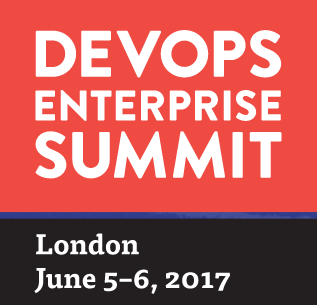 DEVOPS
ENTERPRISE
SUMMIT
London
June 5–6, 2017